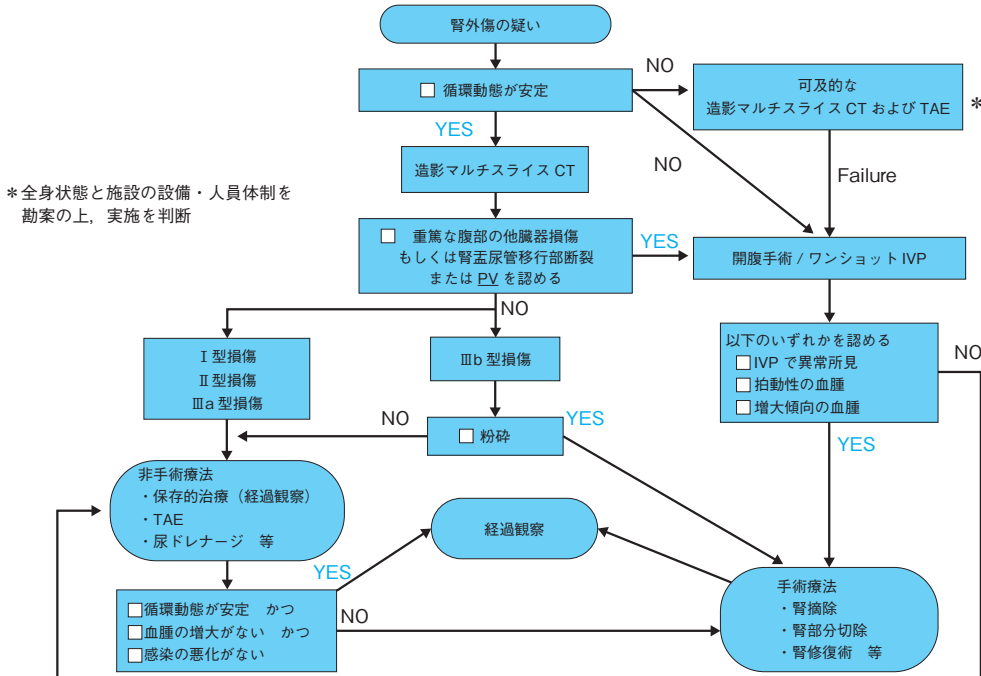 腎外傷の疑い
□ 循環動態が安定
NO
可及的な
造影マルチスライス CT および TAE
*
YES
NO
Failure
造影マルチスライス CT
*全身状態と施設の設備・人員体制を
勘案の上，実施を判断
□ 重篤な腹部の他臓器損傷
もしくは腎盂尿管移行部断裂
または PV を認める
YES
開腹手術 / ワンショット IVP
NO
Ⅰ型損傷
Ⅱ型損傷
Ⅲa 型損傷
Ⅲb 型損傷
以下のいずれかを認める
□ IVP で異常所見
□ 拍動性の血腫
□ 増大傾向の血腫
NO
NO
□ 粉砕
YES
YES
非手術療法
・保存的治療（経過観察）
・TAE
・尿ドレナージ 等
経過観察
YES
手術療法
・腎摘除
・腎部分切除
・腎修復術 等
□循環動態が安定 かつ
□血腫の増大がない かつ
□感染の悪化がない
NO